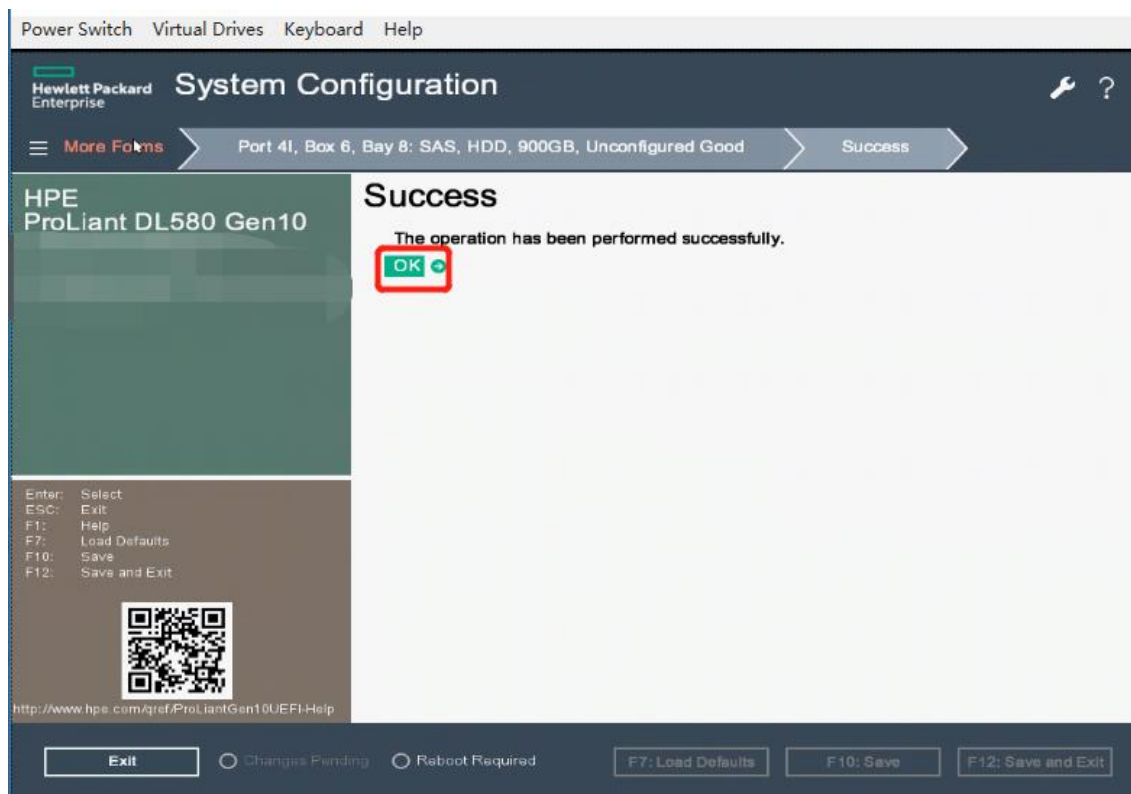 Power Switch Virtual Drives Keyboard Help
Hewlett Packard
Enterprise
System Configuration
?
More Forms
Port 4I, Box 6, Bay 8: SAS, HDD, 900GB, Unconfigured Good
Success
HPE
ProLiant DL580 Gen10
Success
The operation has been performed successfully.
OK
Enter: Select
ESC: Exit
F1: Help
F7: Load Defaults
F10: Save
F12: Save and Exit
http://www.hpe.com/qref/ProLiantGen10UEFI-Help
Exit
Changes Pending
Reboot Required
F7: Load Defaults
F10: Save
F12: Save and Exit